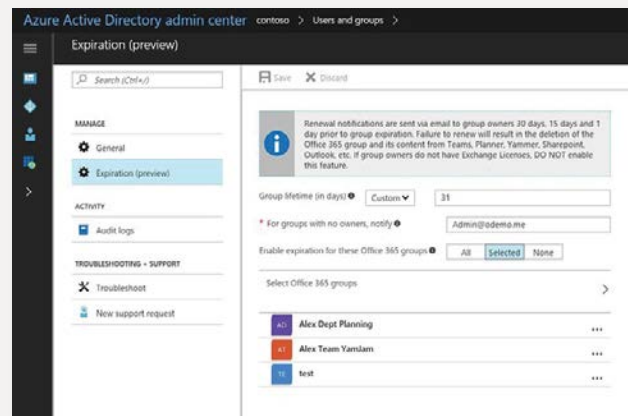 Azure Active Directory admin center contoso > Users and groups >
Expiration (preview)
Search (Ctrl+/)
MANAGE
General
Expiration (preview)
ACTIVITY
Audit logs
TROUBLESHOOTING + SUPPORT
Troubleshoot
New support request
Save Discard
Renewal notifications are sent via email to group owners 30 days, 15 days and 1
day prior to group expiration. Failure to renew will result in the deletion of the
Office 365 group and its content from Teams, Planner, Yammer, Sharepoint,
Outlook, etc. If group owners do not have Exchange Licenses, DO NOT enable
this feature.
Group lifetime (in days) Custom 31
* For groups with no owners, notify Admin@odemo.me
Enable expiration for these Office 365 groups All Selected None
Select Office 365 groups >
AD Alex Dept Planning ...
AT Alex Team YamJam ...
TE test ...